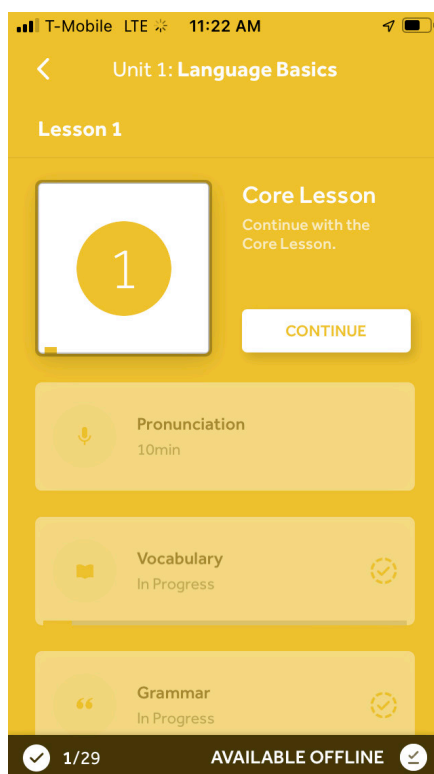 T-Mobile LTE 11:22 AM
Unit 1: Language Basics
Lesson 1
1
Core Lesson
Continue with the
Core Lesson.
CONTINUE
Pronunciation
10min
Vocabulary
In Progress
Grammar
In Progress
1/29 AVAILABLE OFFLINE